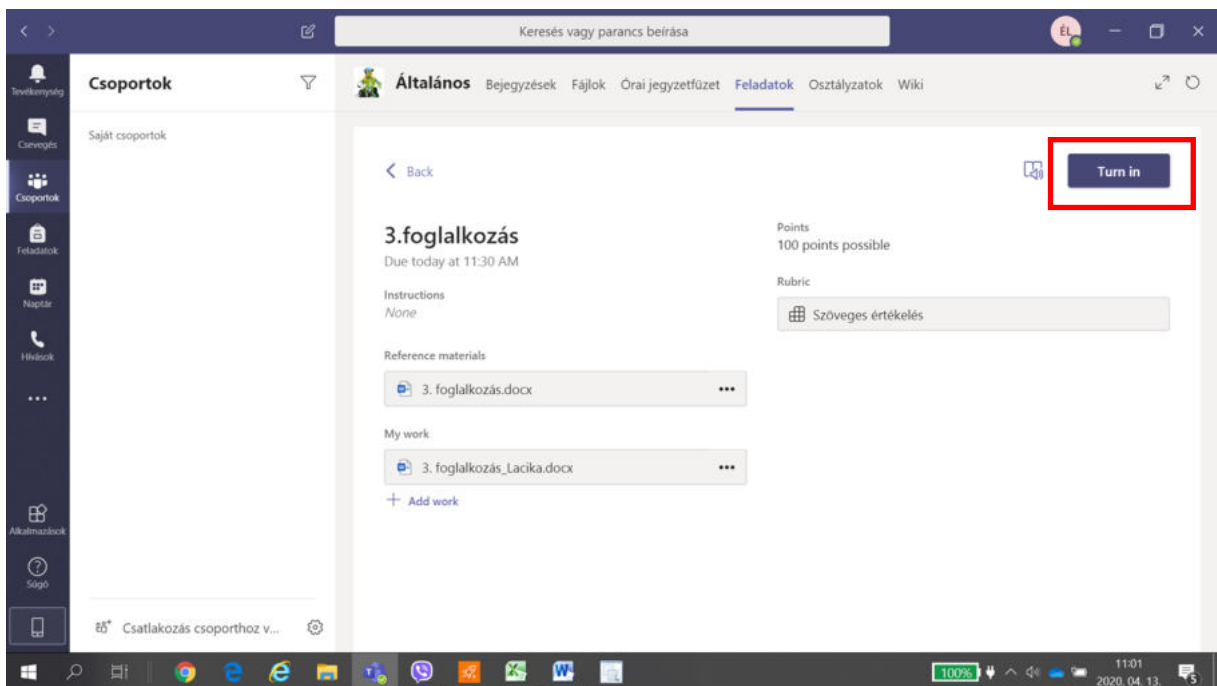 Keresés vagy parancs beírása
ÉL
Tevékenység
Csevegés
Csoportok
Feladatok
Naptár
Hívások
Alkalmazások
Súgó
Csoportok
Saját csoportok
Csatlakozás csoporthoz v...
Általános Bejegyzések Fájlok Órai jegyzetfüzet Feladatok Osztályzatok Wiki
Back
Turn in
3.foglalkozás
Due today at 11:30 AM
Instructions
None
Reference materials
3. foglalkozás.docx
My work
3. foglalkozás_Lacika.docx
Add work
Points
100 points possible
Rubric
Szöveges értékelés
100%
11:01
2020. 04. 13.
5